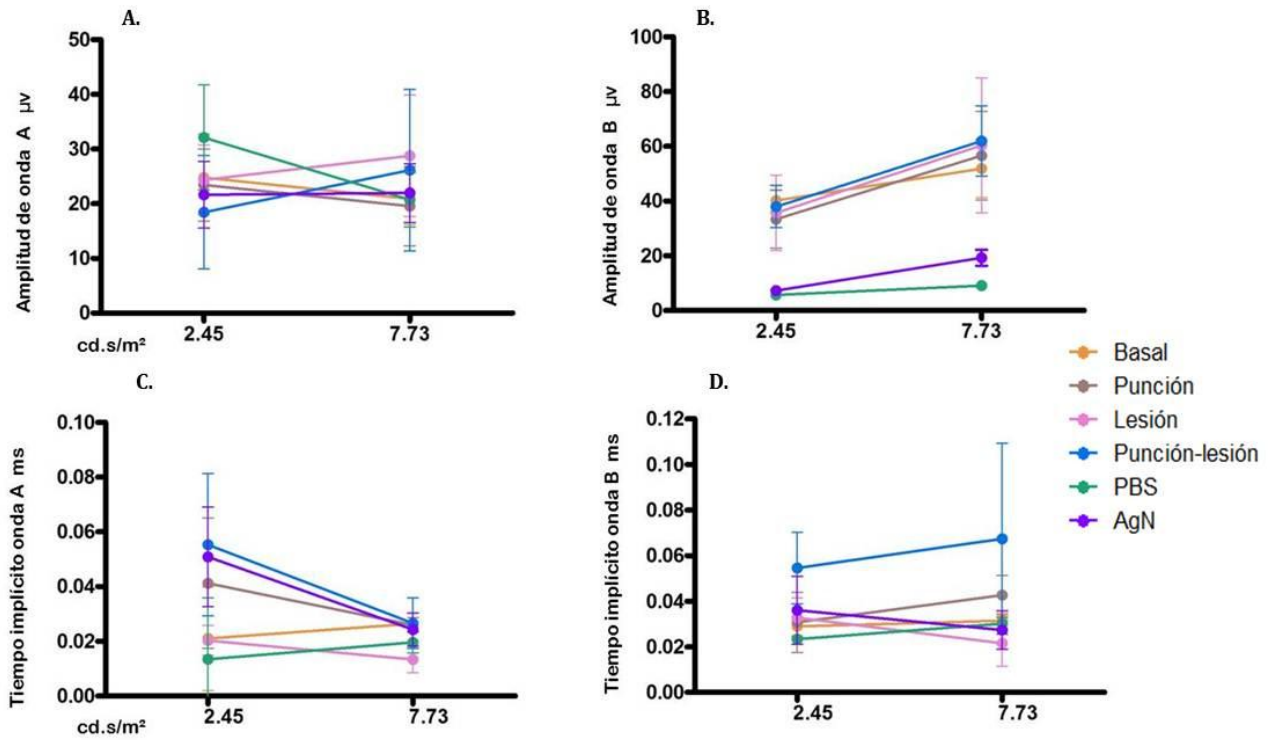 A.
Amplitud de onda A µv
50
40
30
20
10
0
2.45
7.73
cd.s/m²
B.
Amplitud de onda B µv
100
80
60
40
20
0
2.45
7.73
Basal
Punción
Lesión
Punción-lesión
PBS
AgN
C.
Tiempo implícito onda A ms
0.10
0.08
0.06
0.04
0.02
0.00
2.45
7.73
cd.s/m²
D.
Tiempo implícito onda B ms
0.12
0.10
0.08
0.06
0.04
0.02
0.00
2.45
7.73